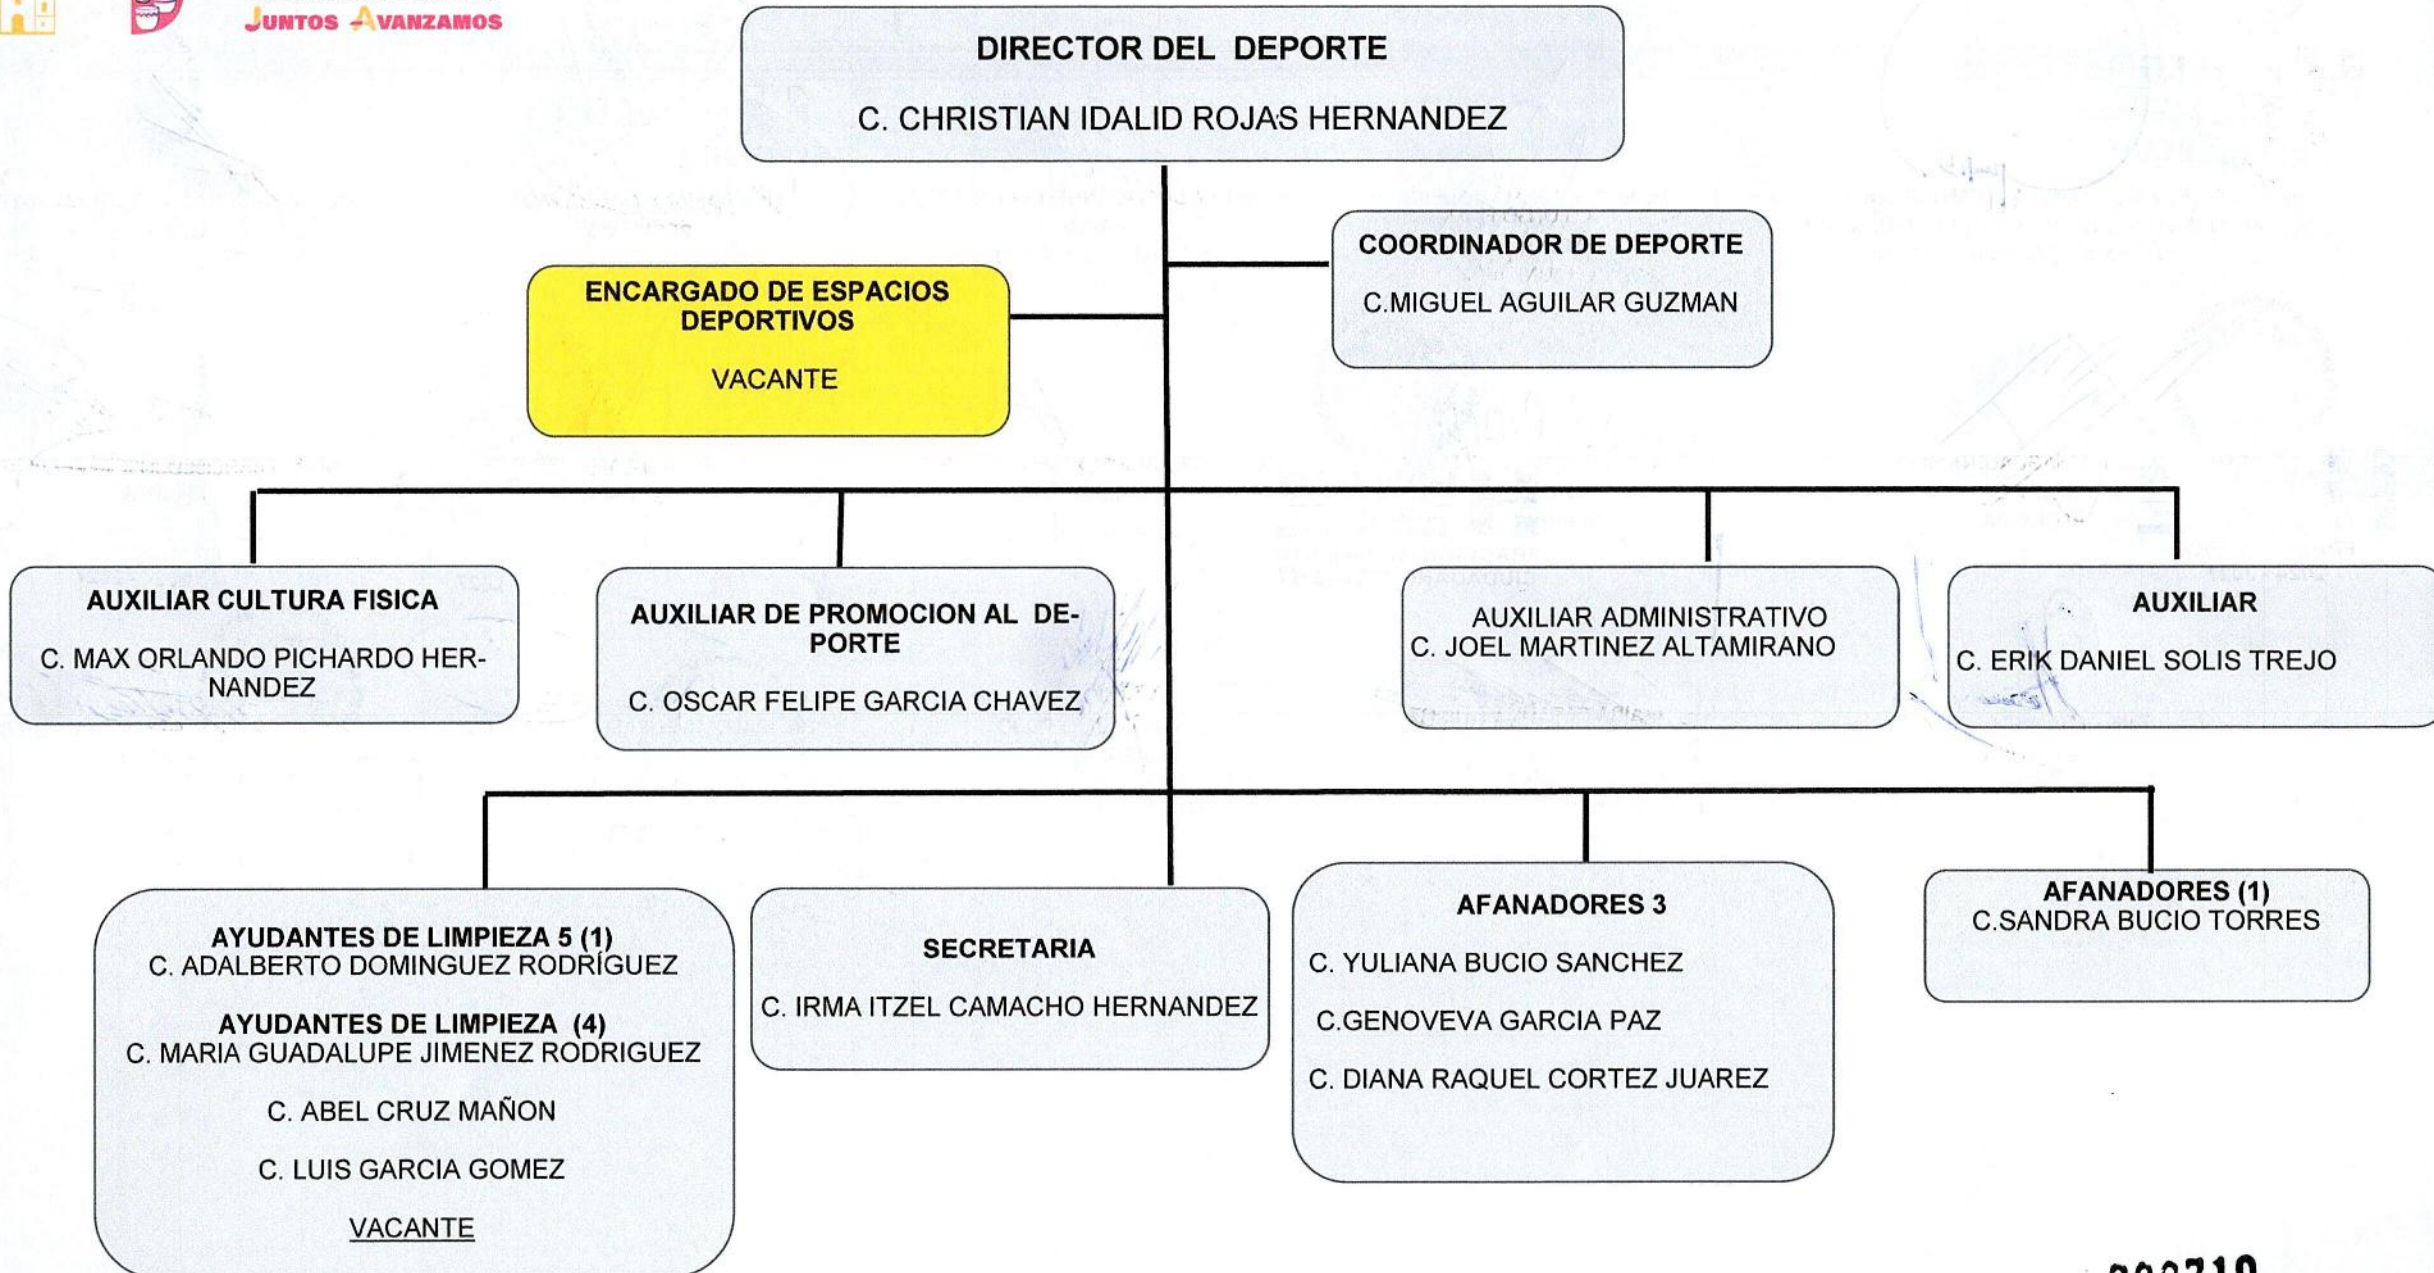 JUNTOS AVANZAMOS
DIRECTOR DEL DEPORTE
C. CHRISTIAN IDALID ROJAS HERNANDEZ
COORDINADOR DE DEPORTE
C.MIGUEL AGUILAR GUZMAN
ENCARGADO DE ESPACIOS
DEPORTIVOS
VACANTE
AUXILIAR CULTURA FISICA
C. MAX ORLANDO PICHARDO HER-
NANDEZ
AUXILIAR DE PROMOCION AL DE-
PORTE
C. OSCAR FELIPE GARCIA CHAVEZ
AUXILIAR ADMINISTRATIVO
C. JOEL MARTINEZ ALTAMIRANO
AUXILIAR
C. ERIK DANIEL SOLIS TREJO
AYUDANTES DE LIMPIEZA 5 (1)
C. ADALBERTO DOMINGUEZ RODRÍGUEZ
AYUDANTES DE LIMPIEZA (4)
C. MARIA GUADALUPE JIMENEZ RODRIGUEZ
C. ABEL CRUZ MAÑON
C. LUIS GARCIA GOMEZ
VACANTE
SECRETARIA
C. IRMA ITZEL CAMACHO HERNANDEZ
AFANADORES 3
C. YULIANA BUCIO SANCHEZ
C.GENOVEVA GARCIA PAZ
C. DIANA RAQUEL CORTEZ JUAREZ
AFANADORES (1)
C.SANDRA BUCIO TORRES